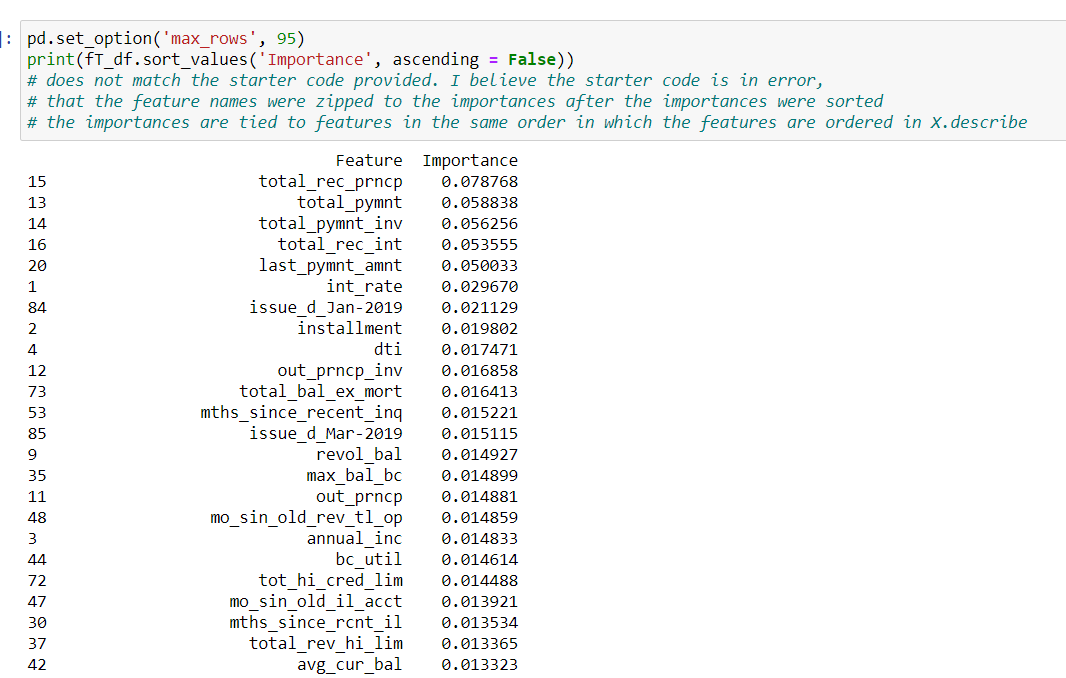 ]:
pd.set_option('max_rows', 95)
print(fT_df.sort_values('Importance', ascending = False))
# does not match the starter code provided. I believe the starter code is in error,
# that the feature names were zipped to the importances after the importances were sorted
# the importances are tied to features in the same order in which the features are ordered in X.describe
Feature Importance
15 total_rec_prncp 0.078768
13 total_pymnt 0.058838
14 total_pymnt_inv 0.056256
16 total_rec_int 0.053555
20 last_pymnt_amnt 0.050033
1 int_rate 0.029670
84 issue_d_Jan-2019 0.021129
2 installment 0.019802
4 dti 0.017471
12 out_prncp_inv 0.016858
73 total_bal_ex_mort 0.016413
53 mths_since_recent_inq 0.015221
85 issue_d_Mar-2019 0.015115
9 revol_bal 0.014927
35 max_bal_bc 0.014899
11 out_prncp 0.014881
48 mo_sin_old_rev_tl_op 0.014859
3 annual_inc 0.014833
44 bc_util 0.014614
72 tot_hi_cred_lim 0.014488
47 mo_sin_old_il_acct 0.013921
30 mths_since_rcnt_il 0.013534
37 total_rev_hi_lim 0.013365
42 avg_cur_bal 0.013323